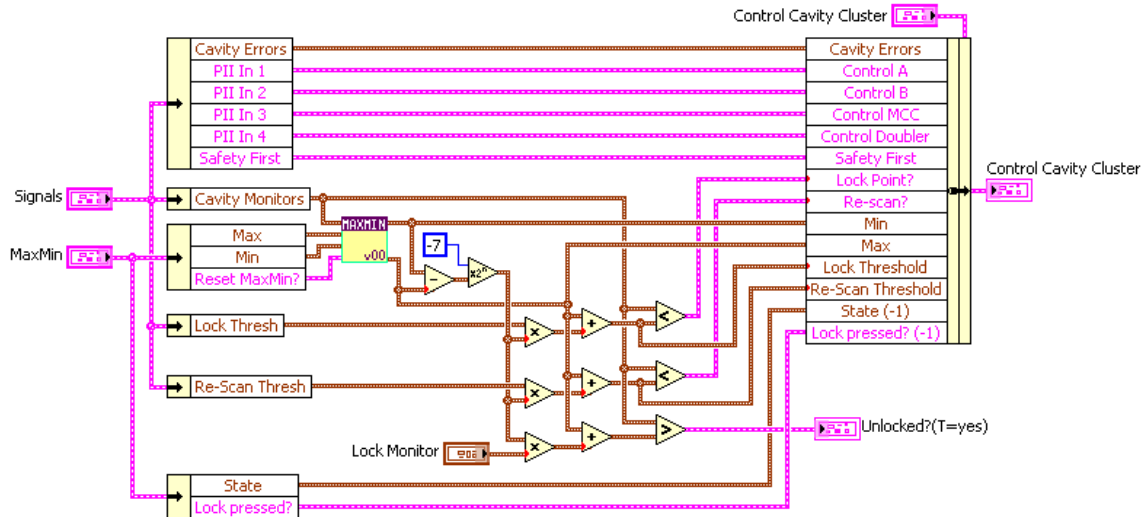 Control Cavity Cluster
Cavity Errors
PII In 1
PII In 2
PII In 3
PII In 4
Safety First
Cavity Errors
Control A
Control B
Control MCC
Control Doubler
Safety First
Lock Point?
Re-scan?
Min
Max
Lock Threshold
Re-Scan Threshold
State (-1)
Lock pressed? (-1)
Control Cavity Cluster
Signals
Cavity Monitors
MaxMin
Max
Min
Reset MaxMin?
MAXMIN
v00
-7
x2ⁿ
Lock Thresh
Re-Scan Thresh
Lock Monitor
Unlocked?(T=yes)
State
Lock pressed?